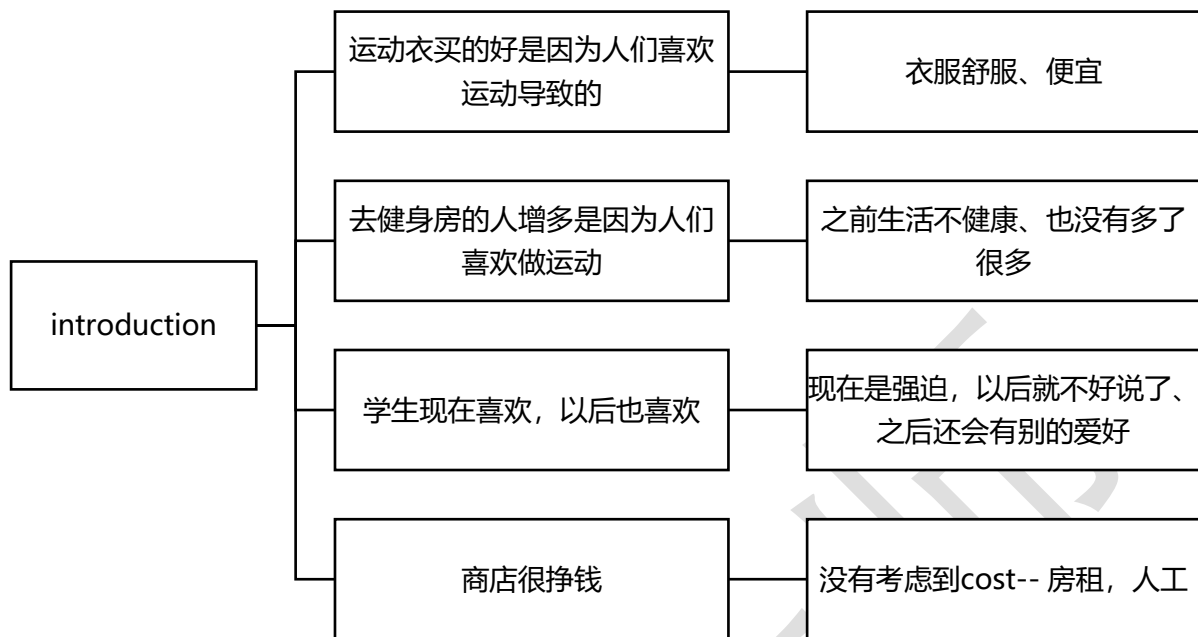 运动衣买的好是因为人们喜欢
运动导致的
衣服舒服、便宜
去健身房的人增多是因为人们
喜欢做运动
之前生活不健康、也没有多了
很多
introduction
学生现在喜欢，以后也喜欢
现在是强迫，以后就不好说了、
之后还会有别的爱好
商店很挣钱
没有考虑到cost-- 房租，人工